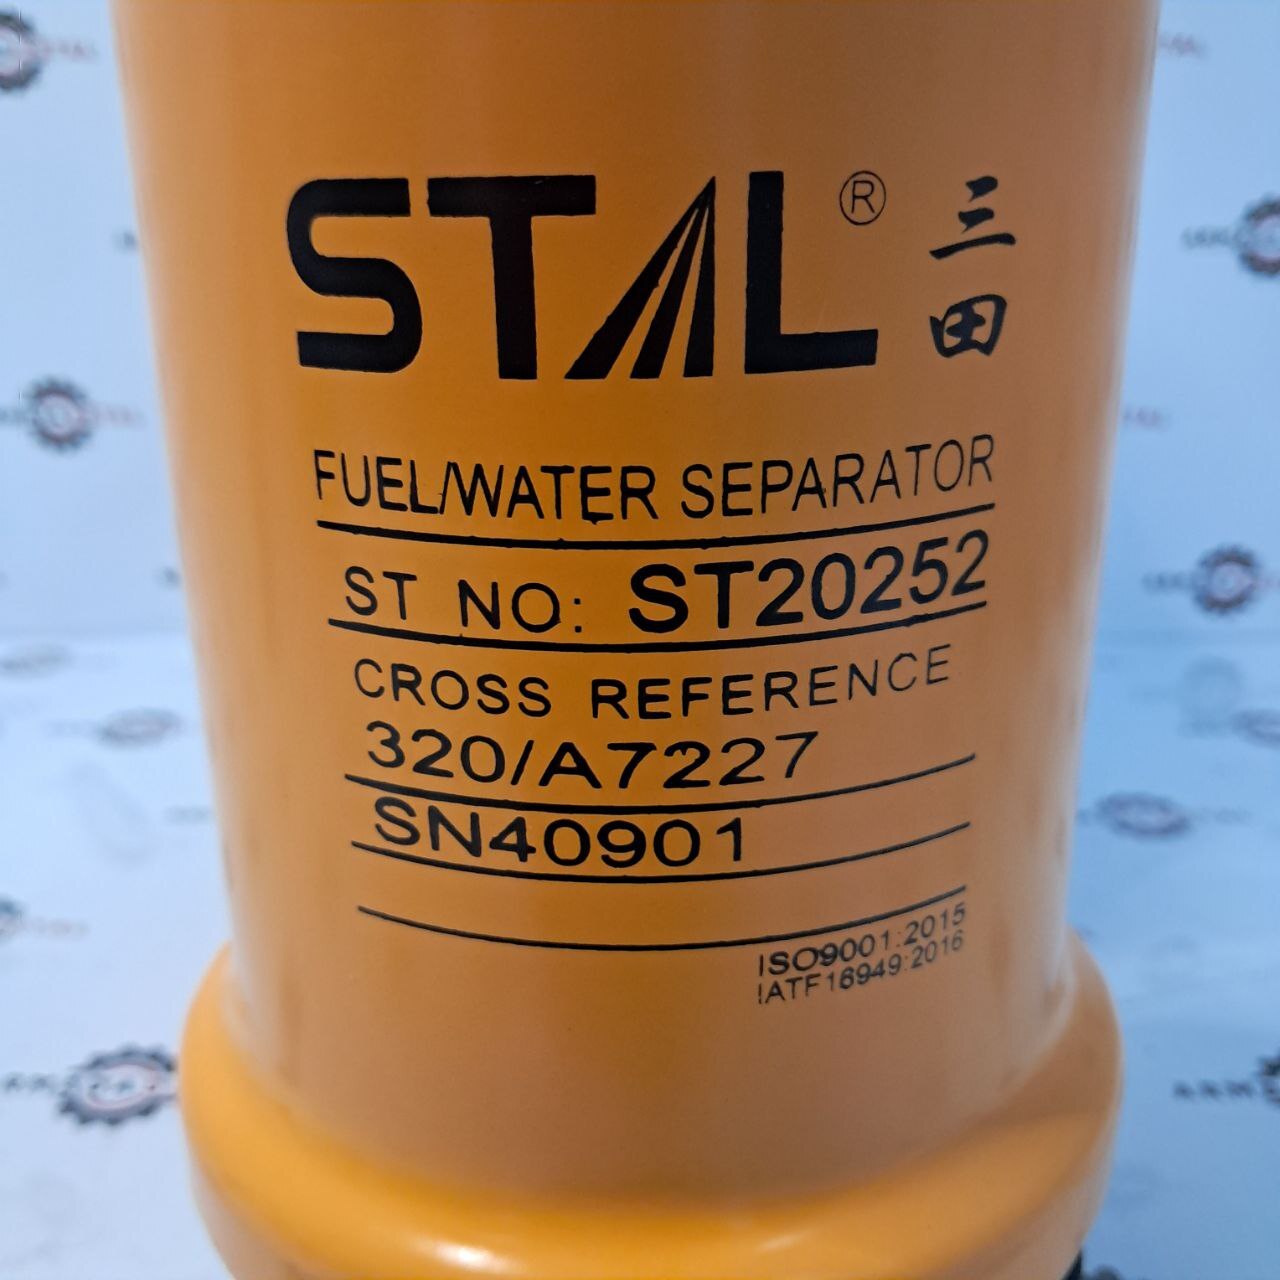 STAL® 三田
FUEL/WATER SEPARATOR
ST NO: ST20252
CROSS REFERENCE
320/A7227
SN40901
ISO9001:2015
IATF16949:2016